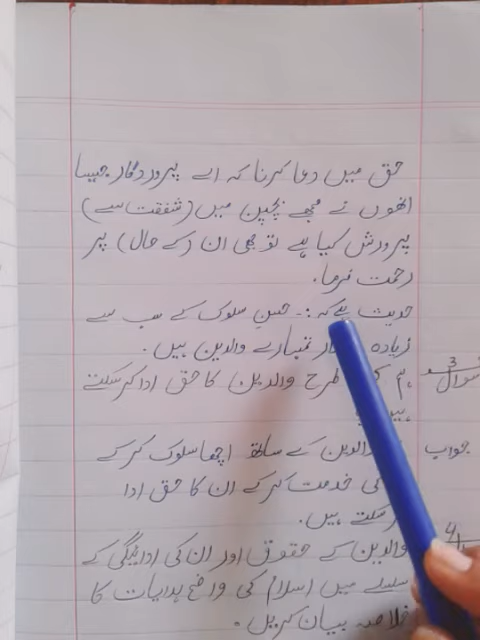 حق میں دعا کرنا کہ اے پروردگار جیسا
انھوں نے مجھے بچپن میں (شفقت سے)
پرورش کیا ہے تو بھی ان (کے حال) پر
رحمت فرما۔
حدیث ہے کہ :۔ حسنِ سلوک کے سب سے
زیادہ تمہارے والدین ہیں۔
سوال 3 ہم طرح والدین کا حق ادا کر سکتے
جواب والدین کے ساتھ اچھا سلوک کر کے
کی خدمت کر کے ان کا حق ادا
سکتے ہیں۔
4 والدین کے حقوق اور ان کی ادائیگی کے
سلسلے میں اسلام کی واضح ہدایات کا
خلاصہ بیان کریں۔